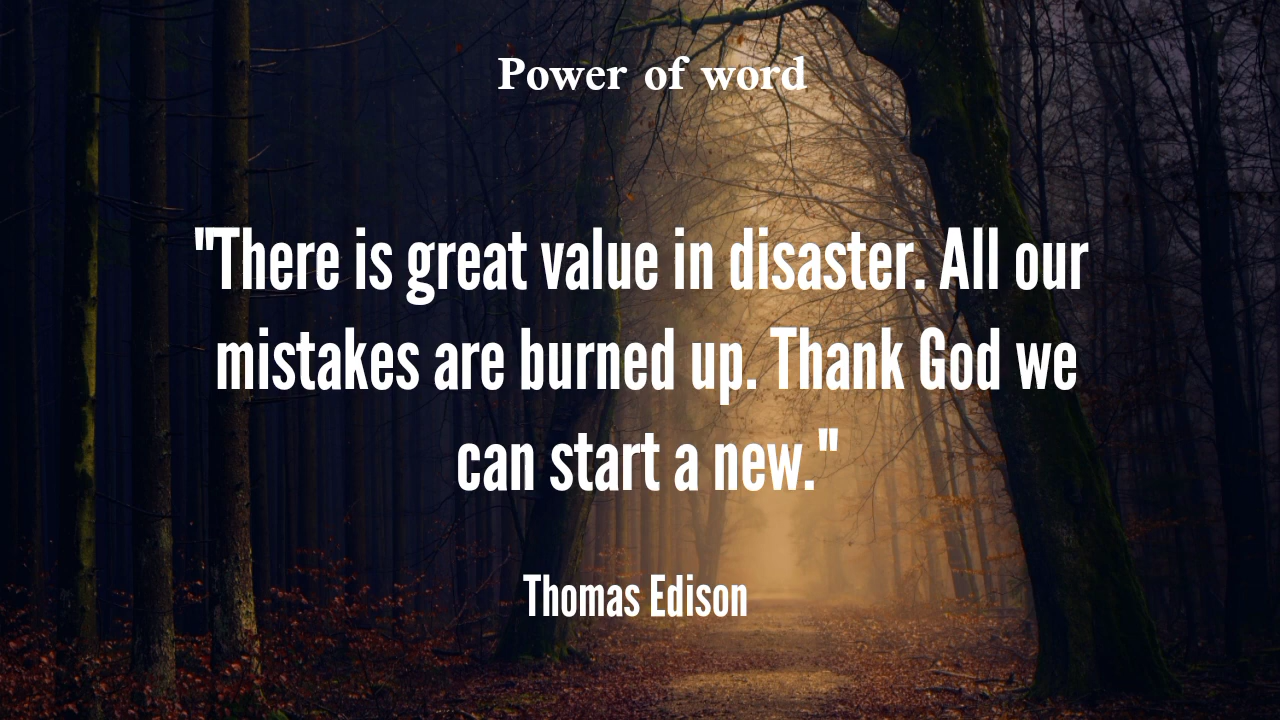 Power of word
"There is great value in disaster. All our
mistakes are burned up. Thank God we
can start a new."
Thomas Edison